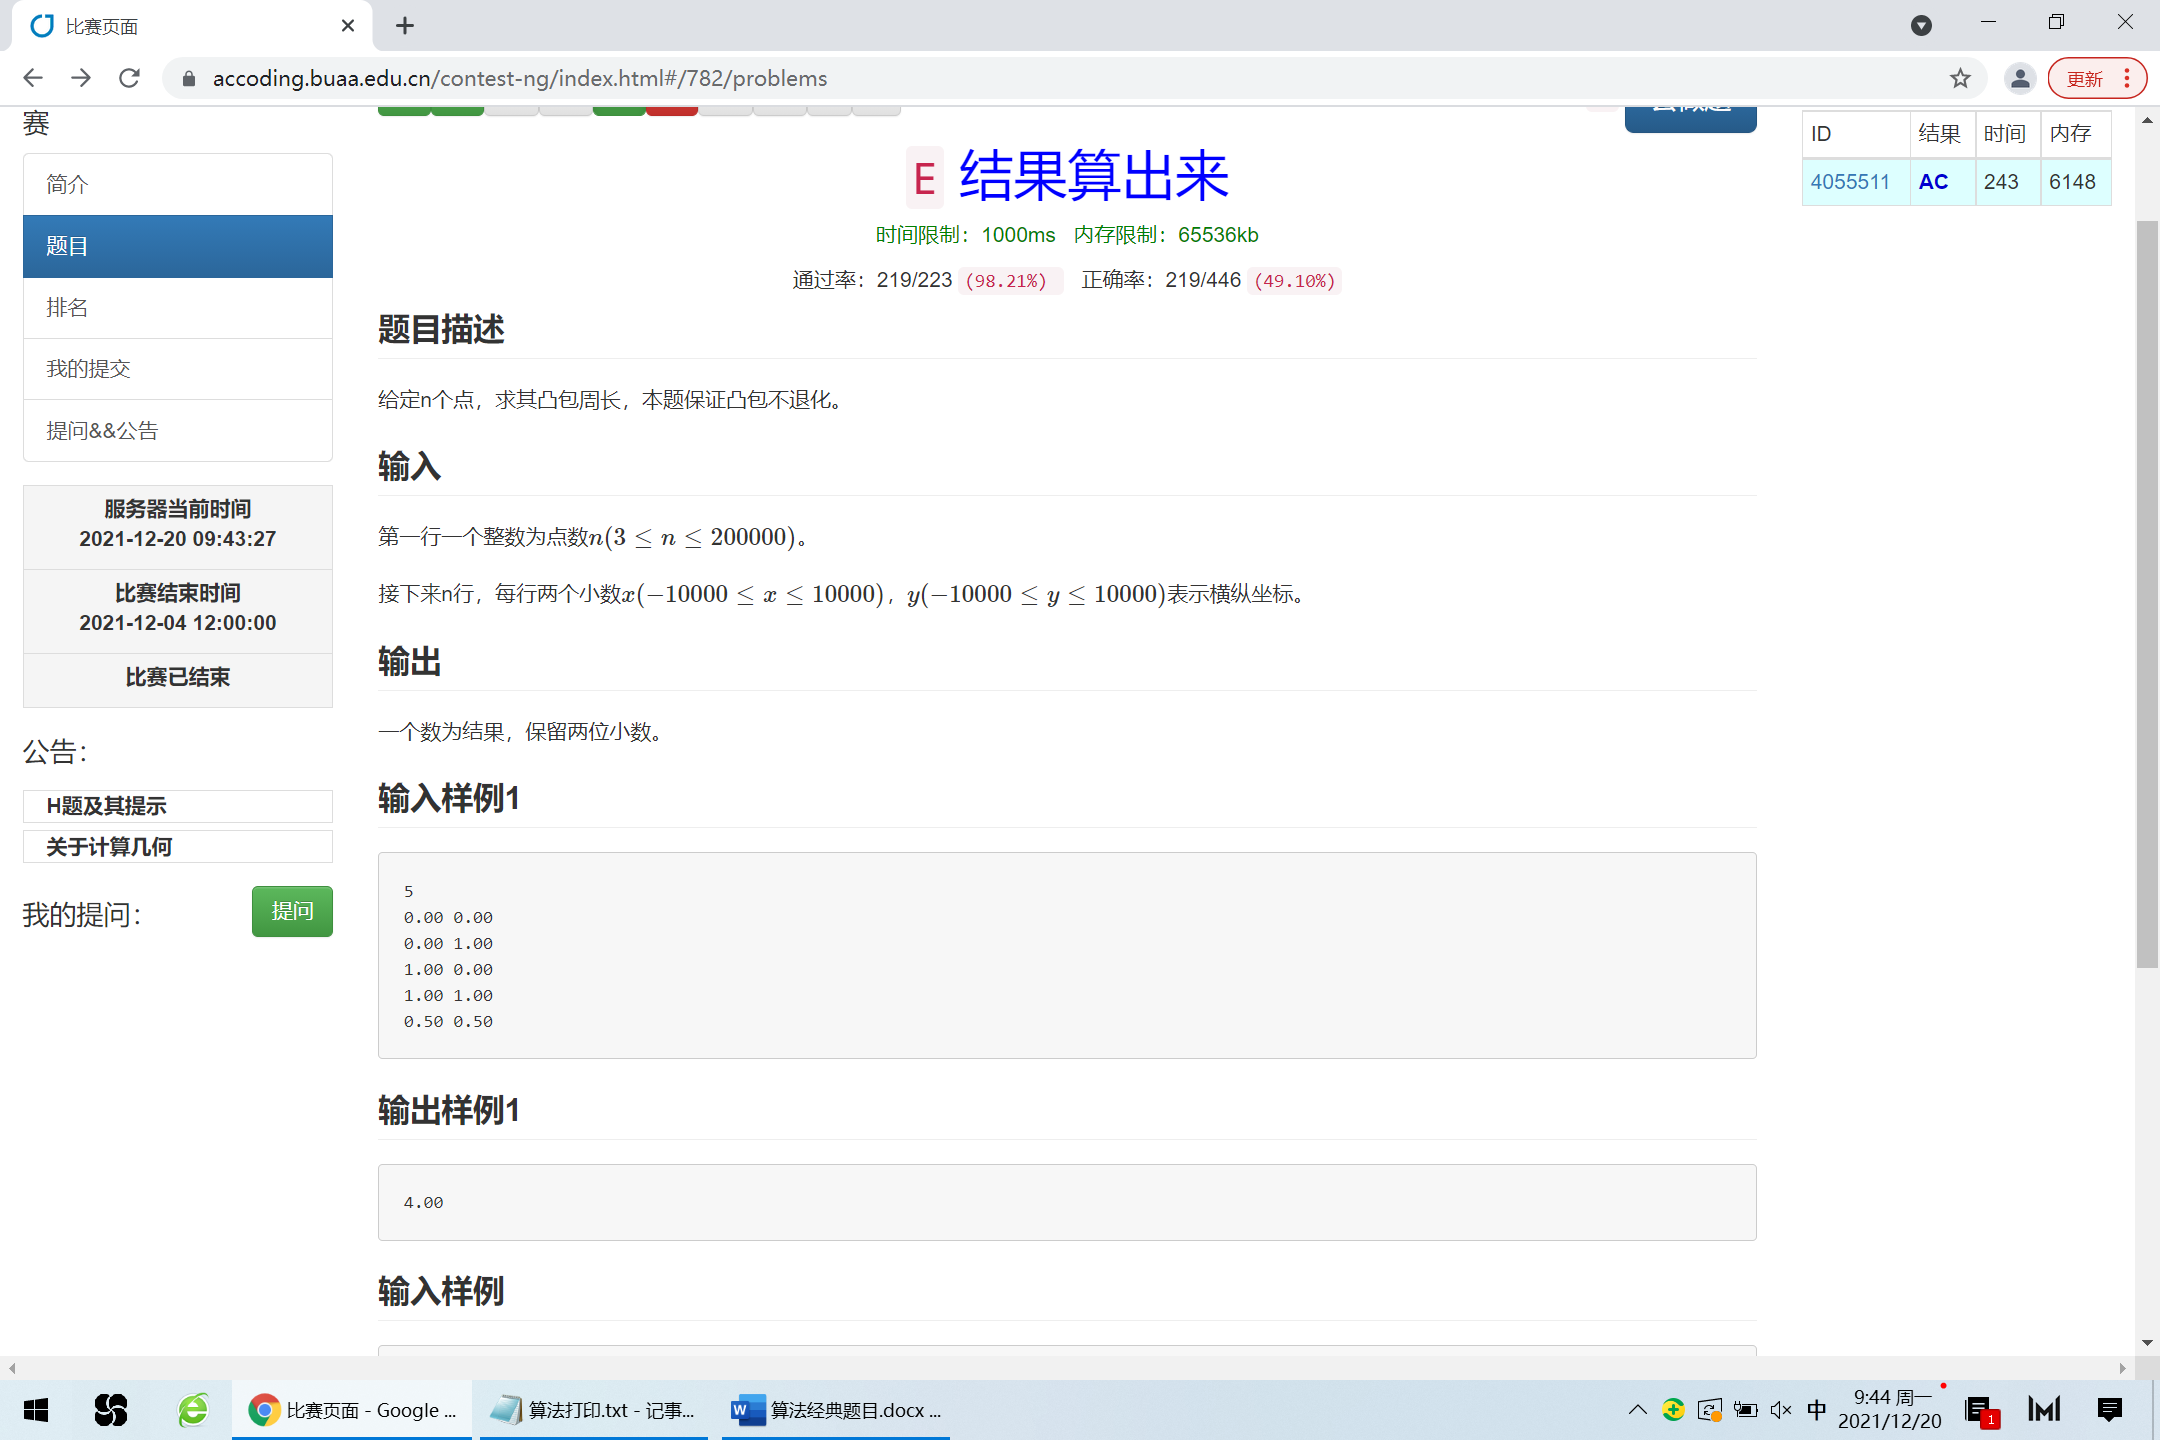 比赛页面
accoding.buaa.edu.cn/contest-ng/index.html#/782/problems
更新
赛
简介
题目
排名
我的提交
提问&&公告
服务器当前时间
2021-12-20 09:43:27
比赛结束时间
2021-12-04 12:00:00
比赛已结束
公告：
H题及其提示
关于计算几何
我的提问：
提问
E 结果算出来
时间限制：1000ms 内存限制：65536kb
通过率：219/223 (98.21%) 正确率：219/446 (49.10%)
题目描述
给定n个点，求其凸包周长，本题保证凸包不退化。
输入
第一行一个整数为点数n(3 ≤ n ≤ 200000)。
接下来n行，每行两个小数x(−10000 ≤ x ≤ 10000)，y(−10000 ≤ y ≤ 10000)表示横纵坐标。
输出
一个数为结果，保留两位小数。
输入样例1
5
0.00 0.00
0.00 1.00
1.00 0.00
1.00 1.00
0.50 0.50
输出样例1
4.00
输入样例
ID 结果 时间 内存
4055511 AC 243 6148
比赛页面 - Google ...
算法打印.txt - 记事...
W
算法经典题目.docx ...
中
9:44 周一
2021/12/20
1